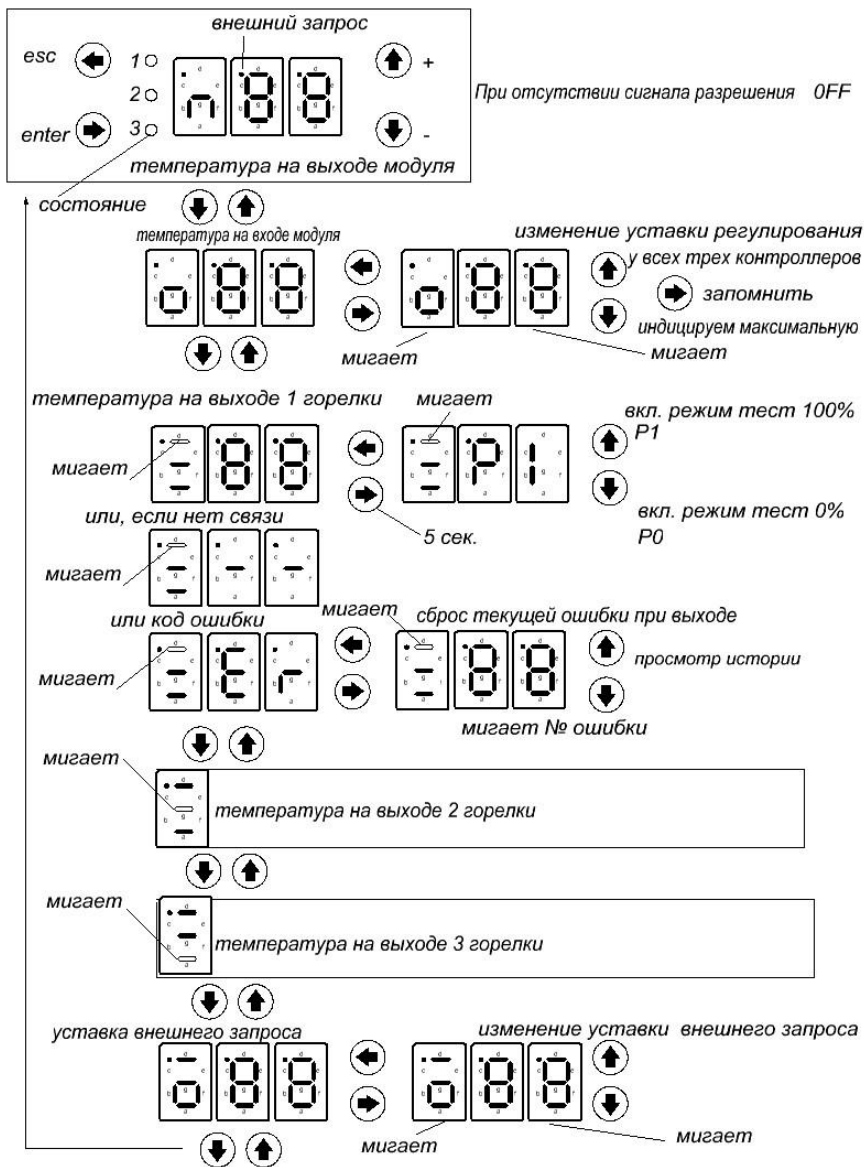 внешний запрос
esc 1 + 
2 При отсутствии сигнала разрешения 0FF
enter 3 -
температура на выходе модуля
состояние
температура на входе модуля изменение уставки регулирования
у всех трех контроллеров
запомнить
индицируем максимальную
мигает мигает
температура на выходе 1 горелки мигает
вкл. режим тест 100%
P1
мигает
P1
или, если нет связи 5 сек. вкл. режим тест 0%
P0
мигает
- -
или код ошибки мигает сброс текущей ошибки при выходе
мигает Er просмотр истории
мигает № ошибки
мигает
температура на выходе 2 горелки
мигает
температура на выходе 3 горелки
уставка внешнего запроса изменение уставки внешнего запроса
мигает мигает